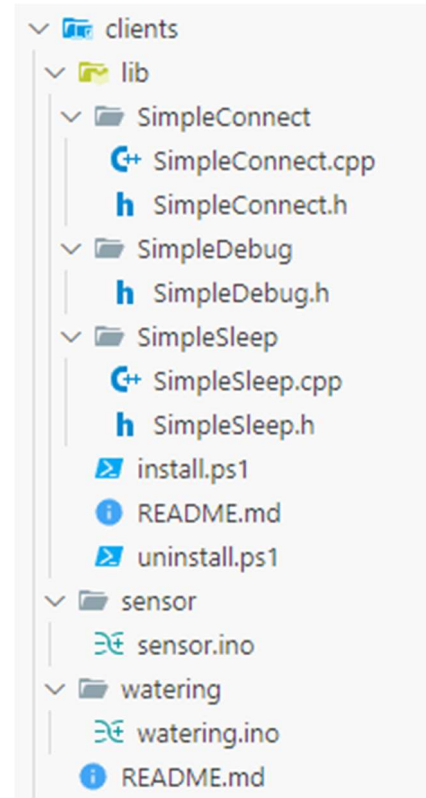 clients
lib
SimpleConnect
SimpleConnect.cpp
SimpleConnect.h
SimpleDebug
SimpleDebug.h
SimpleSleep
SimpleSleep.cpp
SimpleSleep.h
install.ps1
README.md
uninstall.ps1
sensor
sensor.ino
watering
watering.ino
README.md